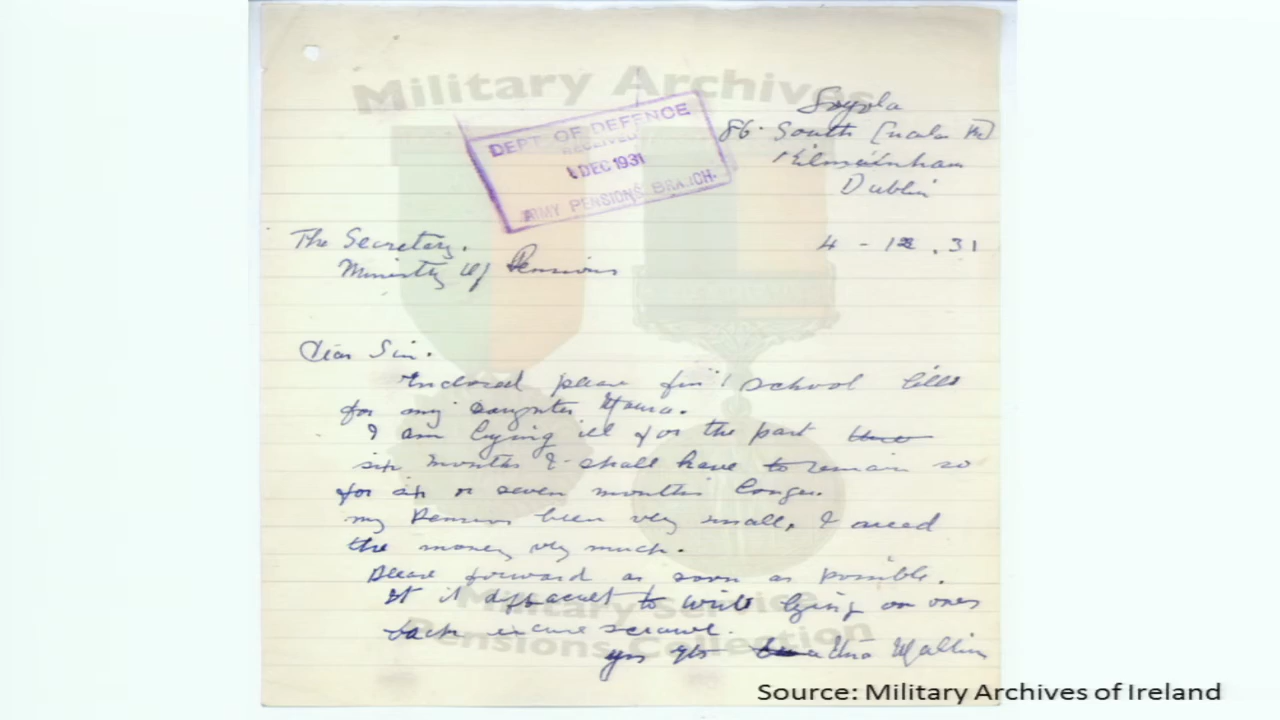 Military Archives
Loyola
86. South Circular Rd
Kilmainham
Dublin
DEPT. OF DEFENCE
RECEIVED
DEC 1931
ARMY PENSIONS BRANCH.
4 - 12 . 31
The Secretary.
Ministry of Pensions
Dear Sir.
Enclosed please find school bills
for my daughter Maura.
I am lying ill for the past
six months & shall have to remain so
for six or seven months longer.
my Pension been very small, I need
the money very much.
Please forward as soon as possible.
It is difficult to write lying on ones
back excuse scrawl.
yrs Mallin
Military Service
Pensions Collection
Source: Military Archives of Ireland